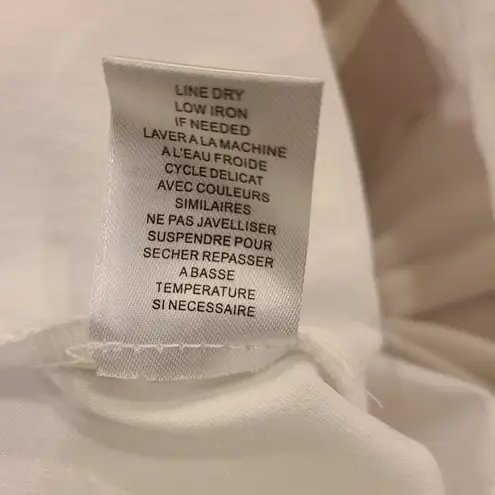 LINE DRY
LOW IRON
IF NEEDED
LAVER A LA MACHINE
A L'EAU FROIDE
CYCLE DELICAT
AVEC COULEURS
SIMILAIRES
NE PAS JAVELLISER
SUSPENDRE POUR
SECHER REPASSER
A BASSE
TEMPERATURE
SI NECESSAIRE